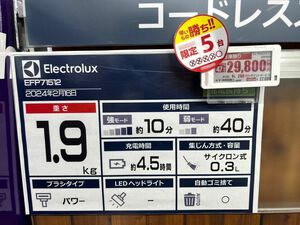 コードレス
早いもの勝ち!!
限定5台
29,800
Electrolux
EFP71512
2024年2月16日
重さ
1.9
kg
使用時間
強モード 約10分
弱モード 約40分
充電時間
約4.5時間
集じん方式・容量
サイクロン式
0.3L
ブラシタイプ
パワー
LEDヘッドライト
−
自動ゴミ捨て
−